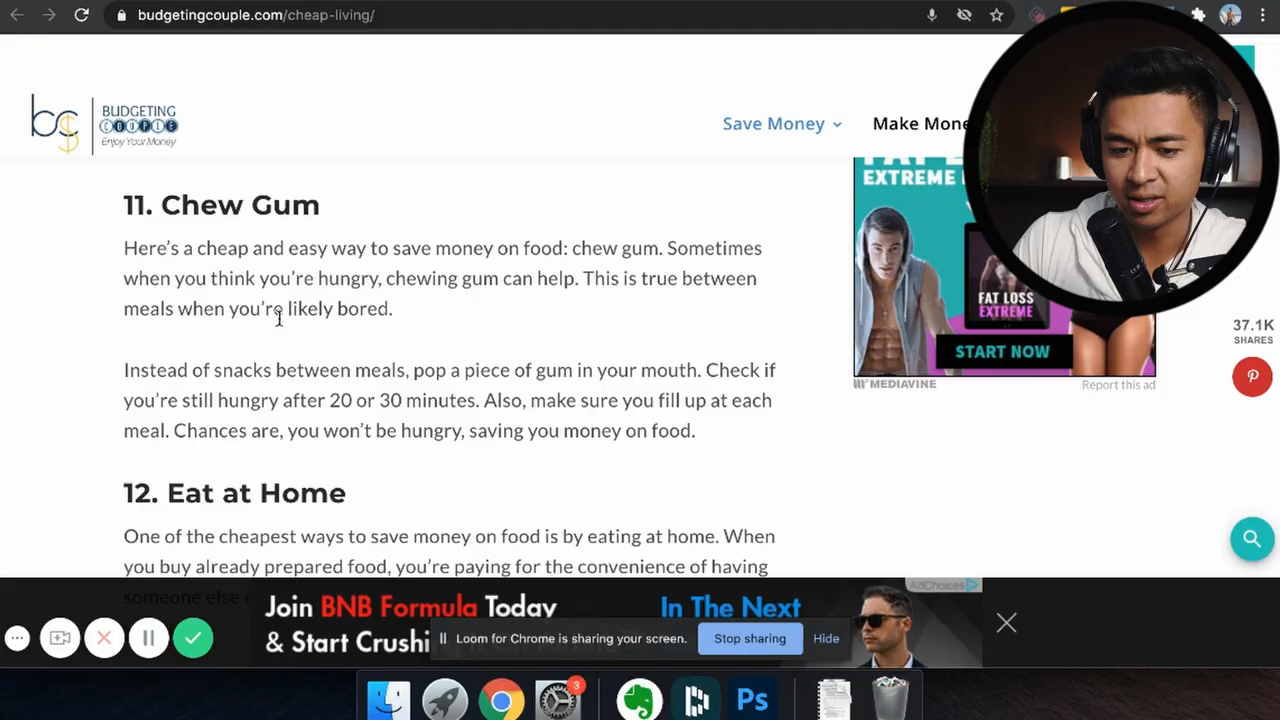 budgetingcouple.com/cheap-living/
BUDGETING
COUPLE
Enjoy Your Money
Save Money
Make Mone
EXTREME
FAT LOSS
EXTREME
START NOW
MEDIAVINE
Report this ad
11. Chew Gum
Here's a cheap and easy way to save money on food: chew gum. Sometimes
when you think you're hungry, chewing gum can help. This is true between
meals when you're likely bored.
Instead of snacks between meals, pop a piece of gum in your mouth. Check if
you're still hungry after 20 or 30 minutes. Also, make sure you fill up at each
meal. Chances are, you won't be hungry, saving you money on food.
37.1K
SHARES
12. Eat at Home
One of the cheapest ways to save money on food is by eating at home. When
you buy already prepared food, you're paying for the convenience of having
someone else
AdChoices
Join BNB Formula Today
& Start Crushi
In The Next
Loom for Chrome is sharing your screen.
Stop sharing
Hide
3
Ps